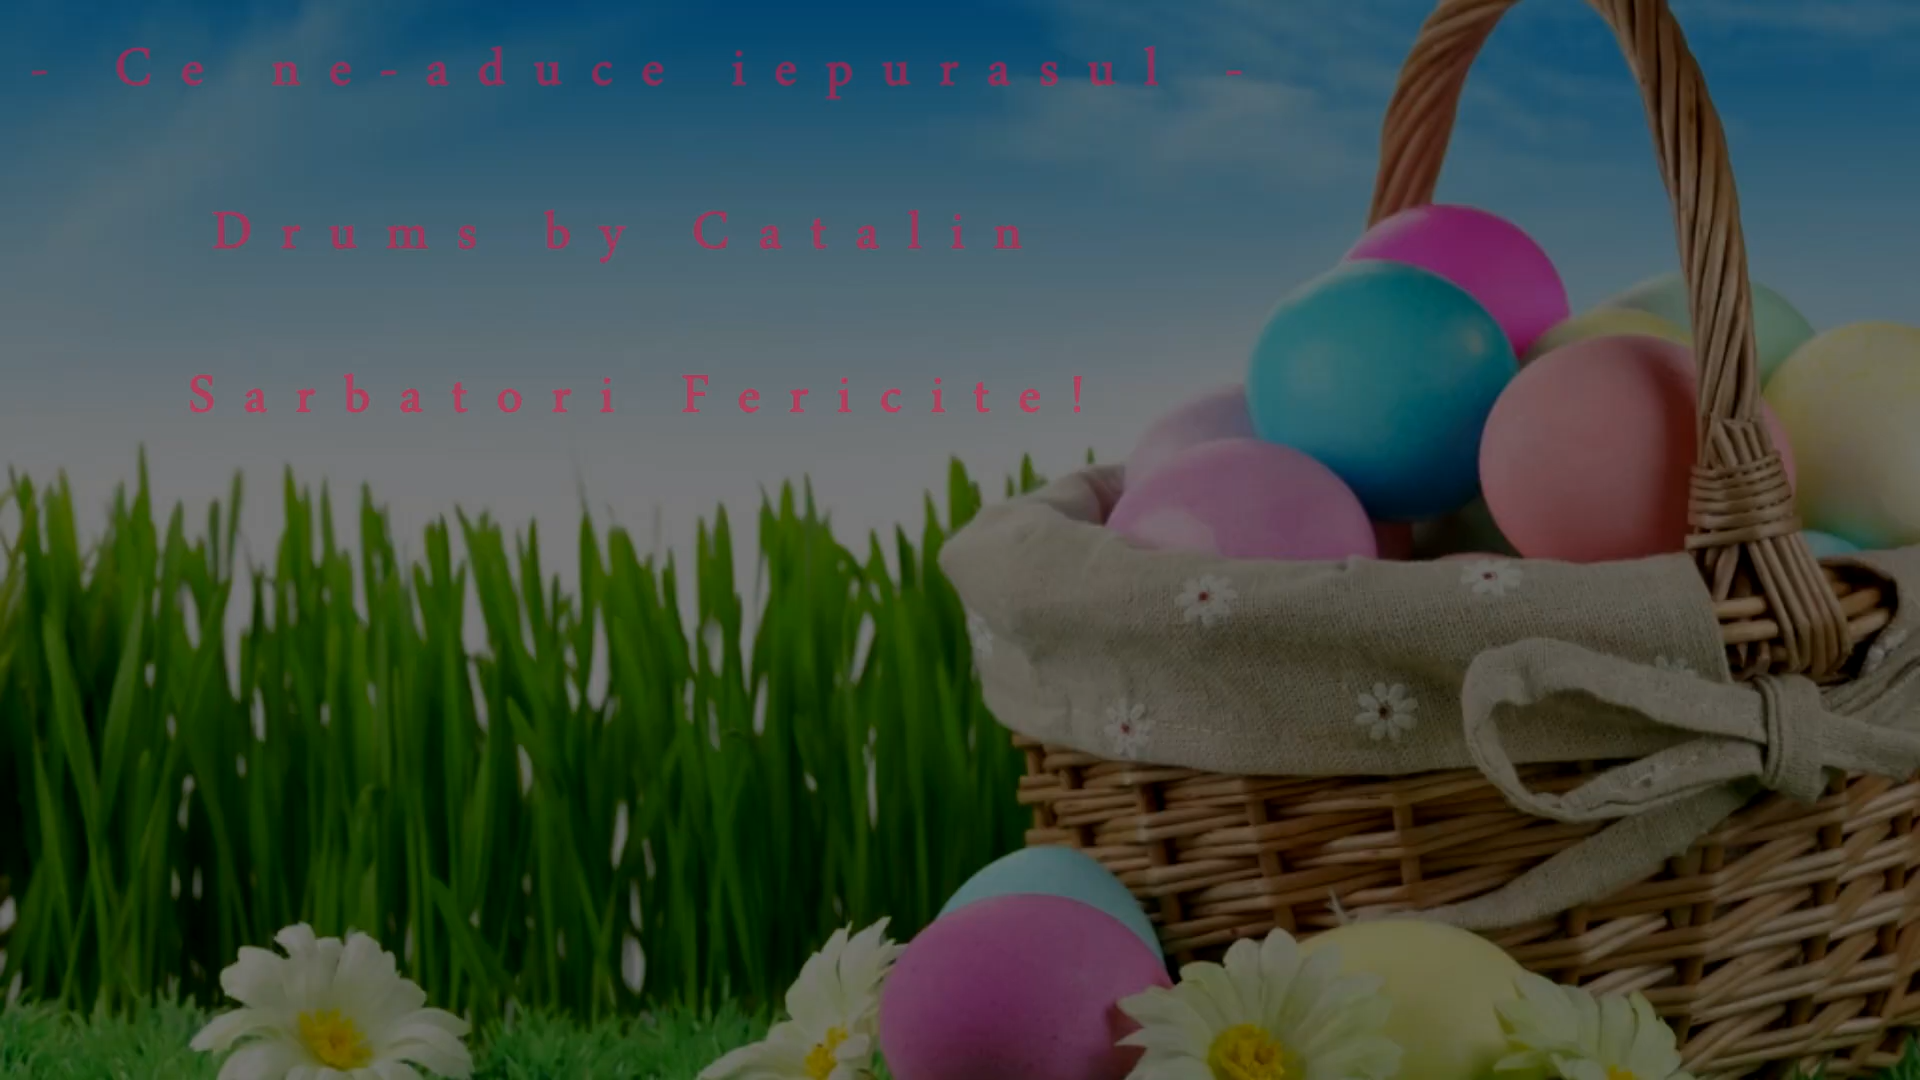 - Ce ne-aduce iepurasul -
Drums by Catalin
Sarbatori Fericite!